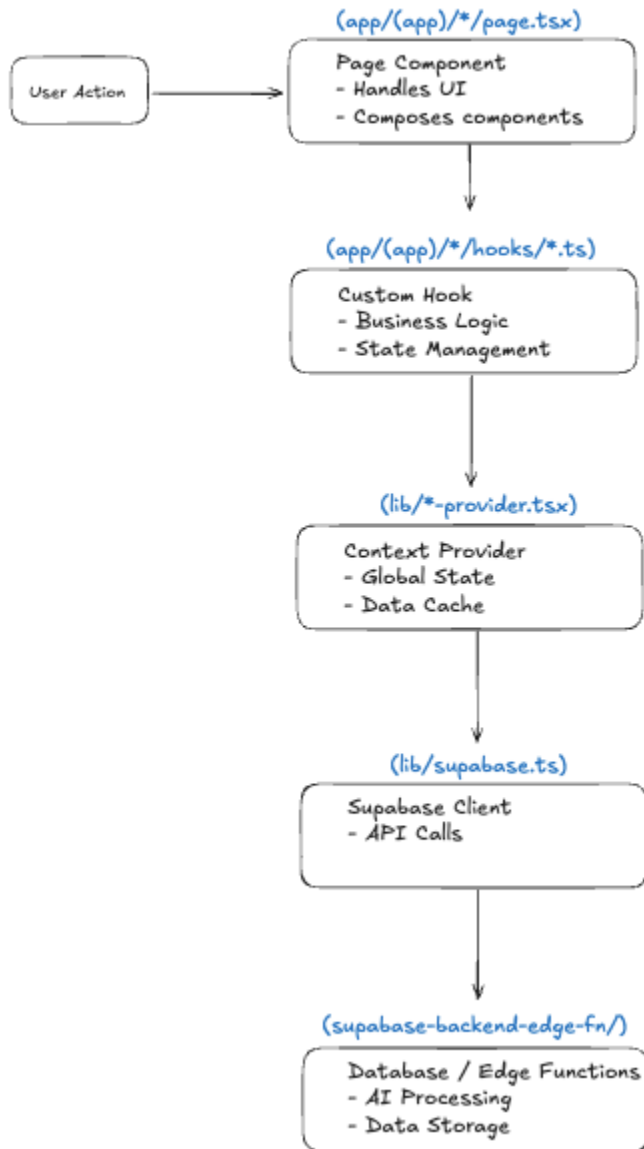 (app/(app)/*/page.tsx)
User Action
Page Component
- Handles UI
- Composes components
(app/(app)/*/hooks/*.ts)
Custom Hook
- Business Logic
- State Management
(lib/*-provider.tsx)
Context Provider
- Global State
- Data Cache
(lib/supabase.ts)
Supabase Client
- API Calls
(supabase-backend-edge-fn/)
Database / Edge Functions
- AI Processing
- Data Storage